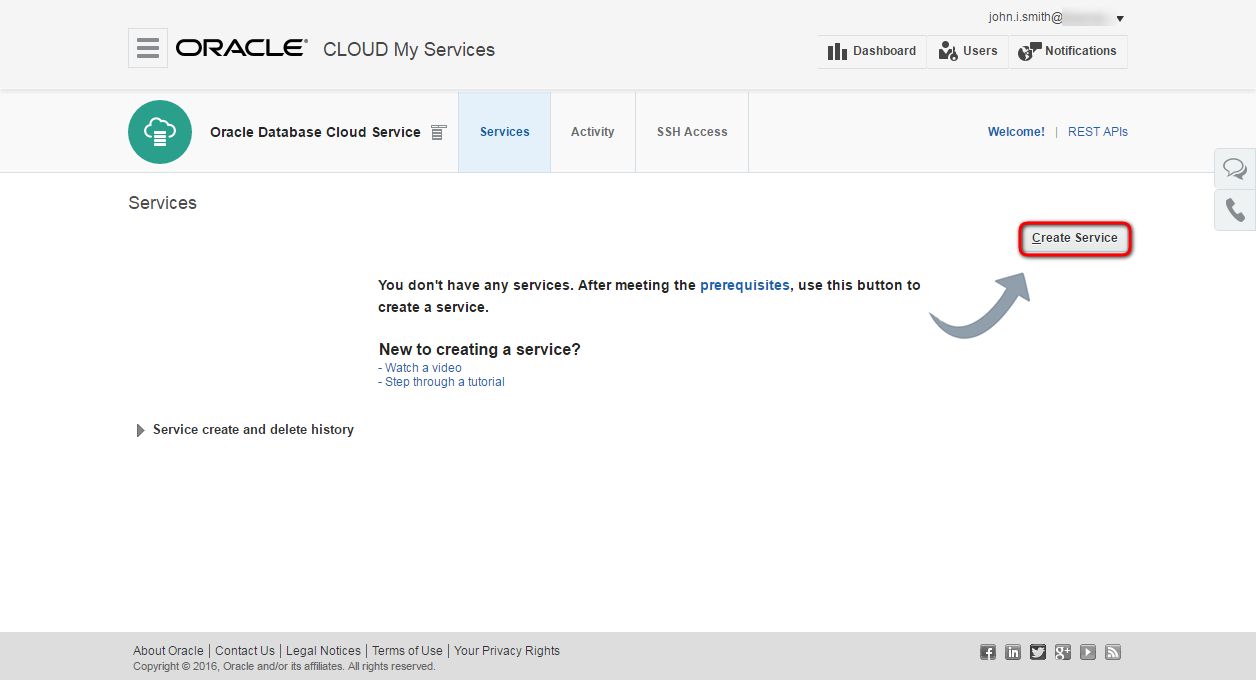 john.i.smith@
ORACLE® CLOUD My Services
Dashboard Users Notifications
Oracle Database Cloud Service Services Activity SSH Access Welcome! | REST APIs
Services
Create Service
You don't have any services. After meeting the prerequisites, use this button to
create a service.
New to creating a service?
- Watch a video
- Step through a tutorial
Service create and delete history
About Oracle | Contact Us | Legal Notices | Terms of Use | Your Privacy Rights
Copyright © 2016, Oracle and/or its affiliates. All rights reserved.